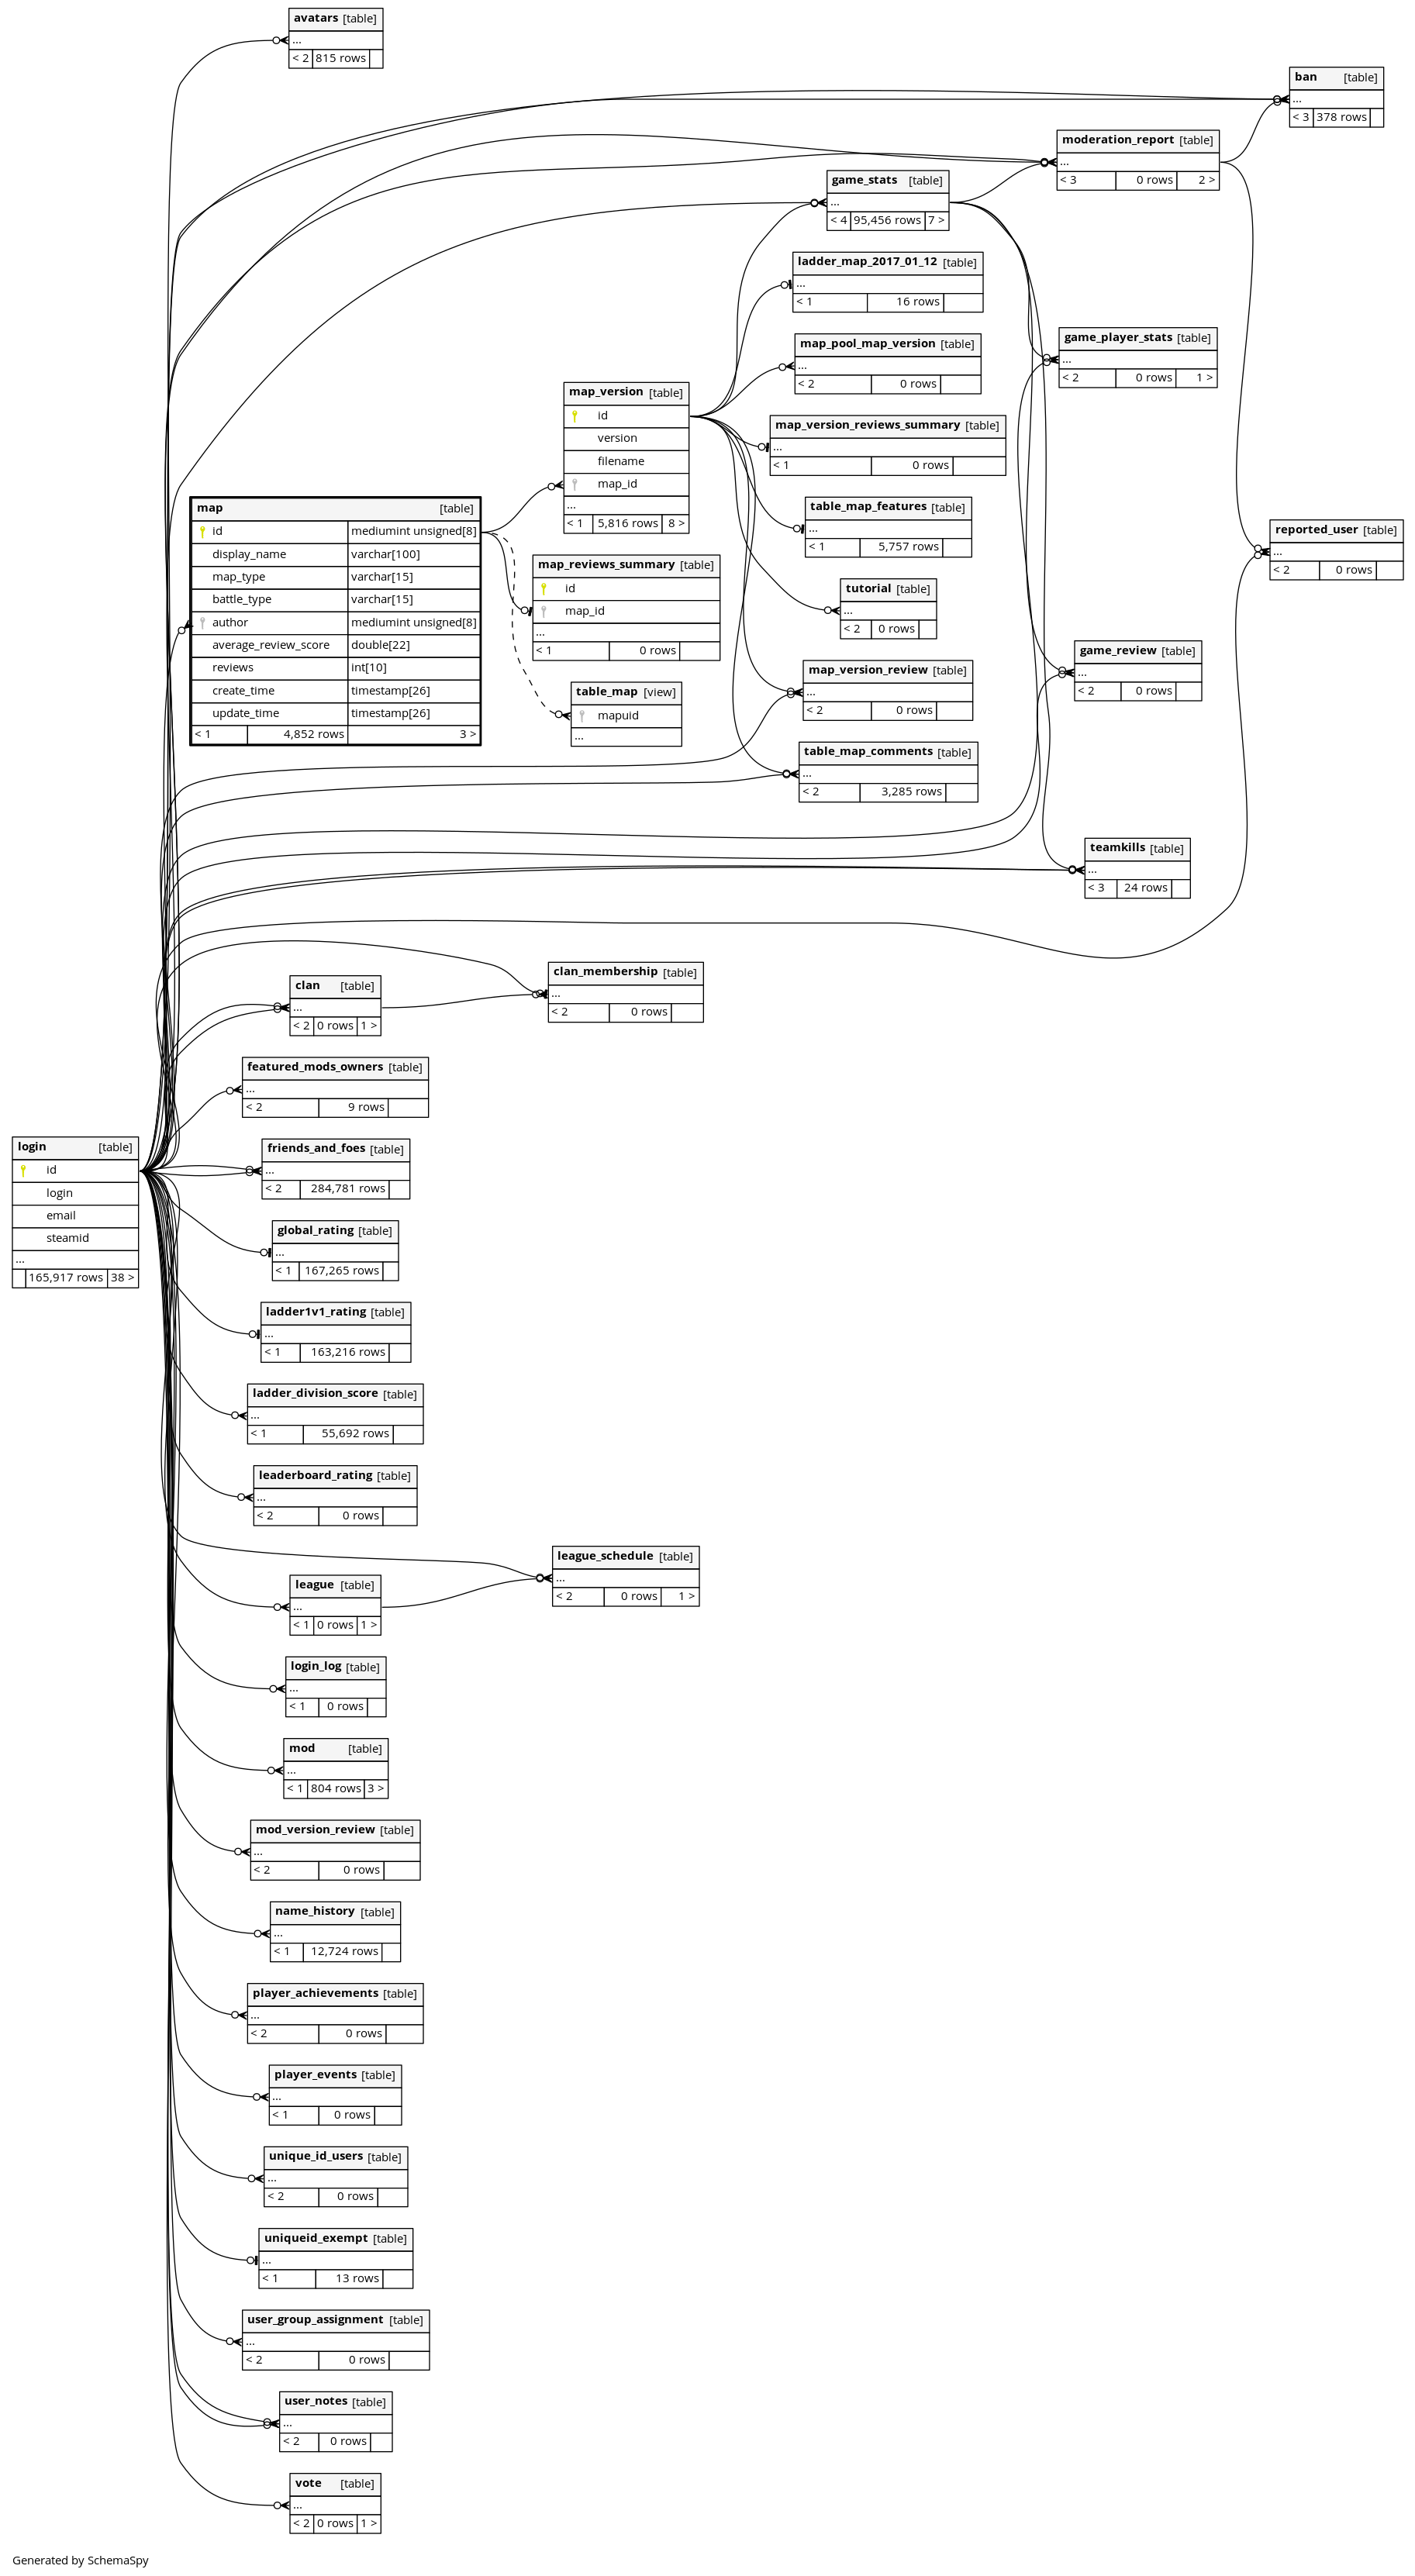 avatars [table]
...
< 2 815 rows
ban [table]
...
< 3 378 rows
moderation_report [table]
...
< 3 0 rows 2 >
game_stats [table]
...
< 4 95,456 rows 7 >
ladder_map_2017_01_12 [table]
...
< 1 16 rows
game_player_stats [table]
...
< 2 0 rows 1 >
map_pool_map_version [table]
...
< 2 0 rows
map_version [table]
id
version
filename
map_id
...
< 1 5,816 rows 8 >
map_version_reviews_summary [table]
...
< 1 0 rows
map [table]
id mediumint unsigned[8]
display_name varchar[100]
map_type varchar[15]
battle_type varchar[15]
author mediumint unsigned[8]
average_review_score double[22]
reviews int[10]
create_time timestamp[26]
update_time timestamp[26]
< 1 4,852 rows 3 >
table_map_features [table]
...
< 1 5,757 rows
reported_user [table]
...
< 2 0 rows
map_reviews_summary [table]
id
map_id
...
< 1 0 rows
tutorial [table]
...
< 2 0 rows
game_review [table]
...
< 2 0 rows
map_version_review [table]
...
< 2 0 rows
table_map [view]
mapuid
...
table_map_comments [table]
...
< 2 3,285 rows
teamkills [table]
...
< 3 24 rows
clan_membership [table]
...
< 2 0 rows
clan [table]
...
< 2 0 rows 1 >
featured_mods_owners [table]
...
< 2 9 rows
login [table]
id
login
email
steamid
...
165,917 rows 38 >
friends_and_foes [table]
...
< 2 284,781 rows
global_rating [table]
...
< 1 167,265 rows
ladder1v1_rating [table]
...
< 1 163,216 rows
ladder_division_score [table]
...
< 1 55,692 rows
leaderboard_rating [table]
...
< 2 0 rows
league_schedule [table]
...
< 2 0 rows 1 >
league [table]
...
< 1 0 rows 1 >
login_log [table]
...
< 1 0 rows
mod [table]
...
< 1 804 rows 3 >
mod_version_review [table]
...
< 2 0 rows
name_history [table]
...
< 1 12,724 rows
player_achievements [table]
...
< 2 0 rows
player_events [table]
...
< 1 0 rows
unique_id_users [table]
...
< 2 0 rows
uniqueid_exempt [table]
...
< 1 13 rows
user_group_assignment [table]
...
< 2 0 rows
user_notes [table]
...
< 2 0 rows
vote [table]
...
< 2 0 rows 1 >
Generated by SchemaSpy